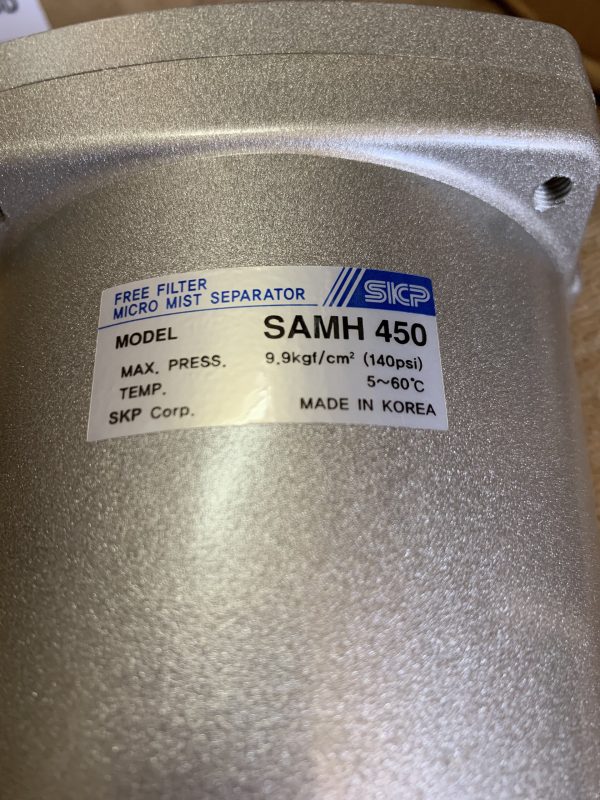 FREE FILTER
MICRO MIST SEPARATOR
SKP
MODEL SAMH 450
MAX. PRESS. 9.9kgf/cm² (140psi)
TEMP. 5~60℃
SKP Corp. MADE IN KOREA